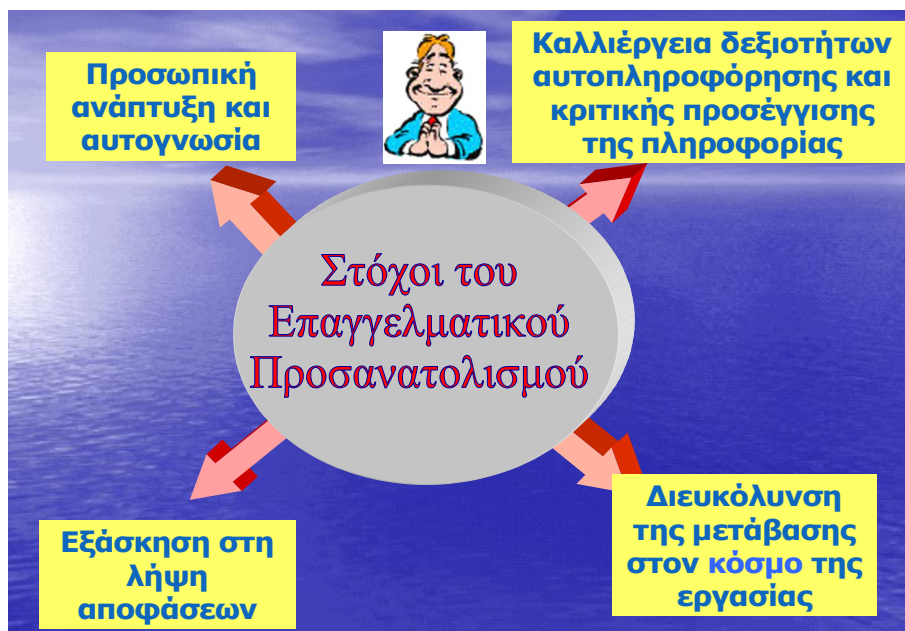 Προσωπική
ανάπτυξη και
αυτογνωσία
Καλλιέργεια δεξιοτήτων
αυτοπληροφόρησης και
κριτικής προσέγγισης
της πληροφορίας
Στόχοι του
Επαγγελματικού
Προσανατολισμού
Εξάσκηση στη
λήψη
αποφάσεων
Διευκόλυνση
της μετάβασης
στον κόσμο της
εργασίας